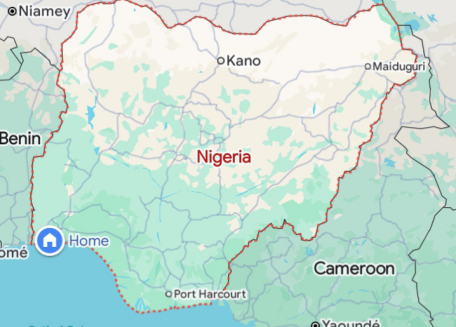 Niamey
Kano
Maiduguri
Benin
Nigeria
Home
omé
Cameroon
Port Harcourt
Yaoundé